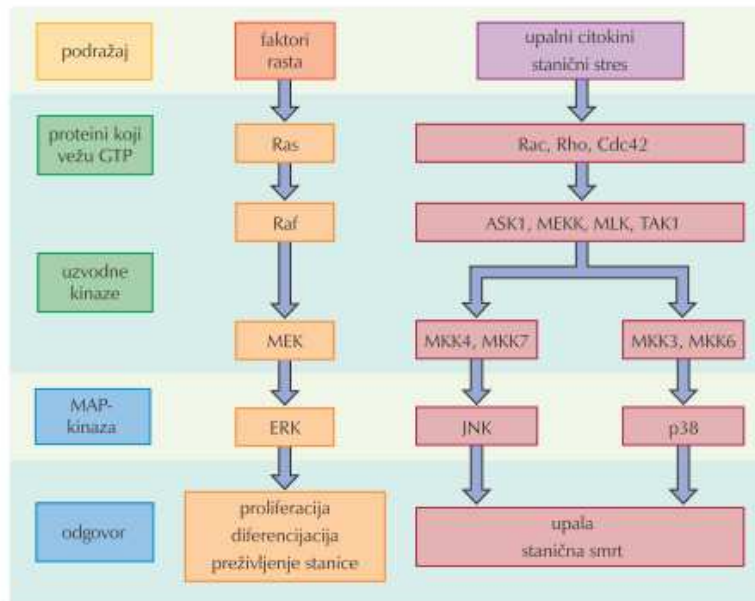 podražaj
faktori
rasta
upalni citokini
stanični stres
proteini koji
vežu GTP
Ras
Rac, Rho, Cdc42
Raf
ASK1, MEKK, MLK, TAK1
uzvodne
kinaze
MEK
MKK4, MKK7
MKK3, MKK6
MAP-
kinaza
ERK
JNK
p38
odgovor
proliferacija
diferencijacija
preživljenje stanice
upala
stanična smrt